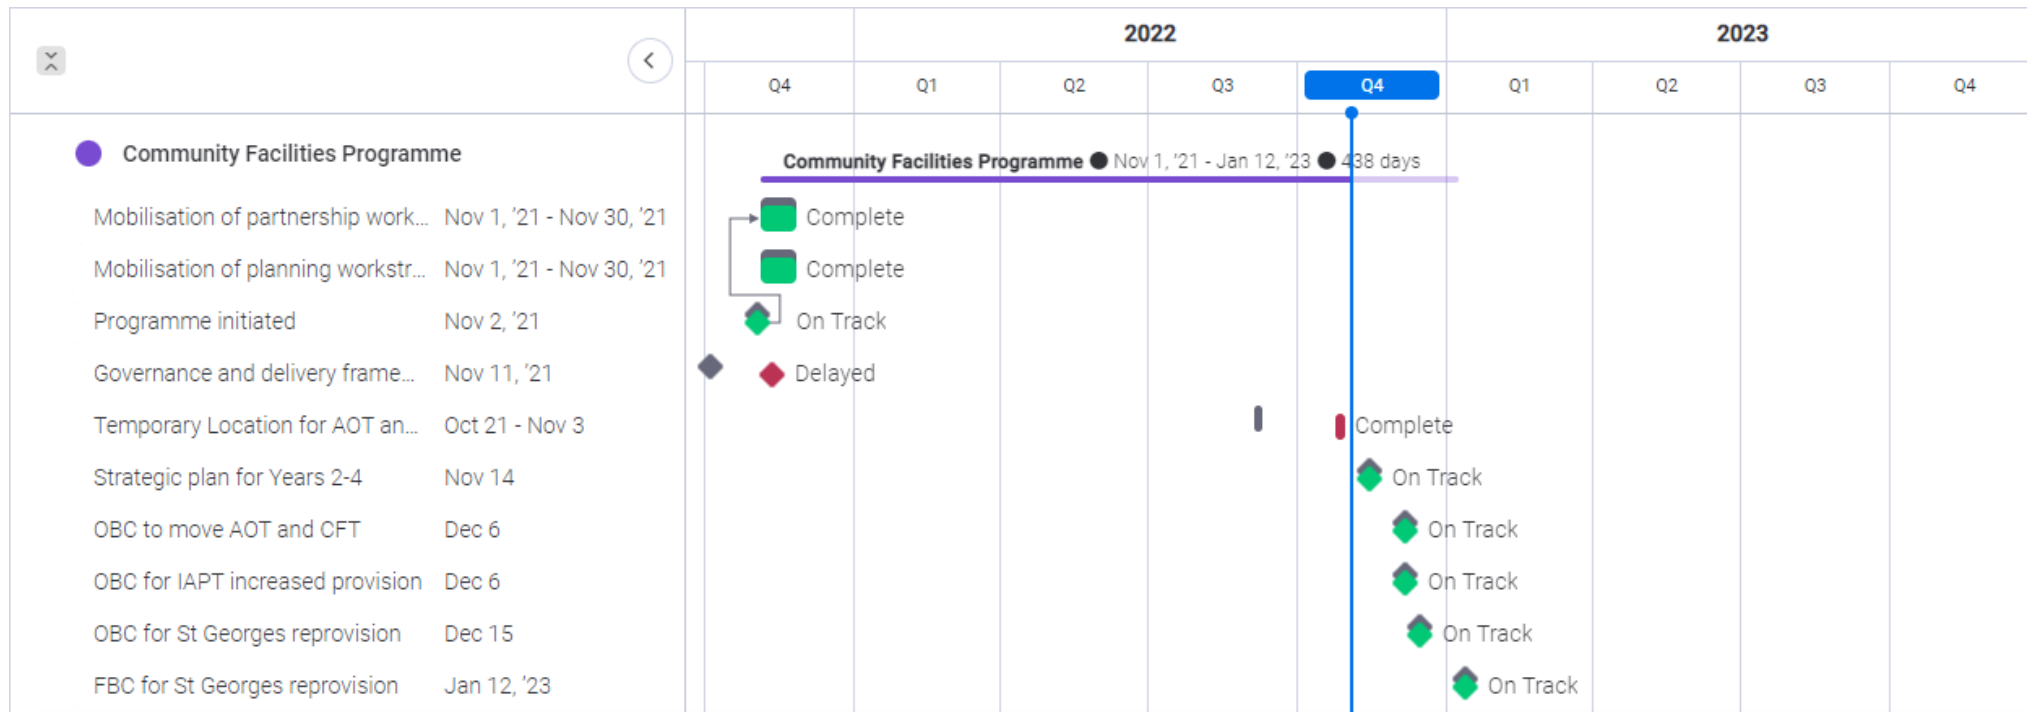 2022 2023
Q4 Q1 Q2 Q3 Q4 Q1 Q2 Q3 Q4
Community Facilities Programme
Community Facilities Programme ● Nov 1, '21 - Jan 12, '23 ● 438 days
Mobilisation of partnership work... Nov 1, '21 - Nov 30, '21 Complete
Mobilisation of planning workstr... Nov 1, '21 - Nov 30, '21 Complete
Programme initiated Nov 2, '21 On Track
Governance and delivery frame... Nov 11, '21 Delayed
Temporary Location for AOT an... Oct 21 - Nov 3 Complete
Strategic plan for Years 2-4 Nov 14 On Track
OBC to move AOT and CFT Dec 6 On Track
OBC for IAPT increased provision Dec 6 On Track
OBC for St Georges reprovision Dec 15 On Track
FBC for St Georges reprovision Jan 12, '23 On Track